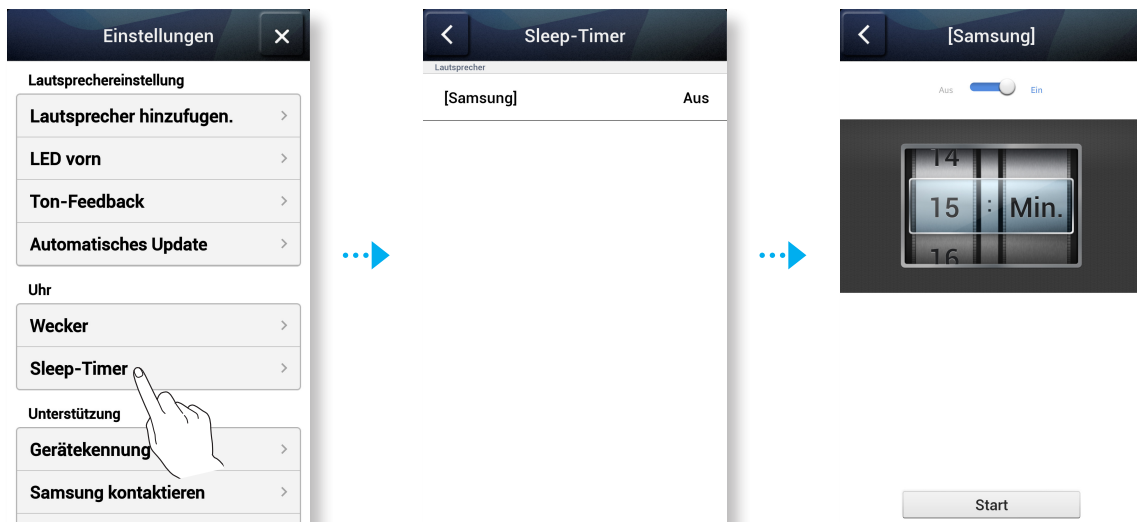 Einstellungen
Lautsprechereinstellung
Lautsprecher hinzufugen.
LED vorn
Ton-Feedback
Automatisches Update
Uhr
Wecker
Sleep-Timer
Unterstützung
Gerätekennung
Samsung kontaktieren
Sleep-Timer
Lautsprecher
[Samsung] Aus
[Samsung]
Aus Ein
14
15 : Min.
16
Start